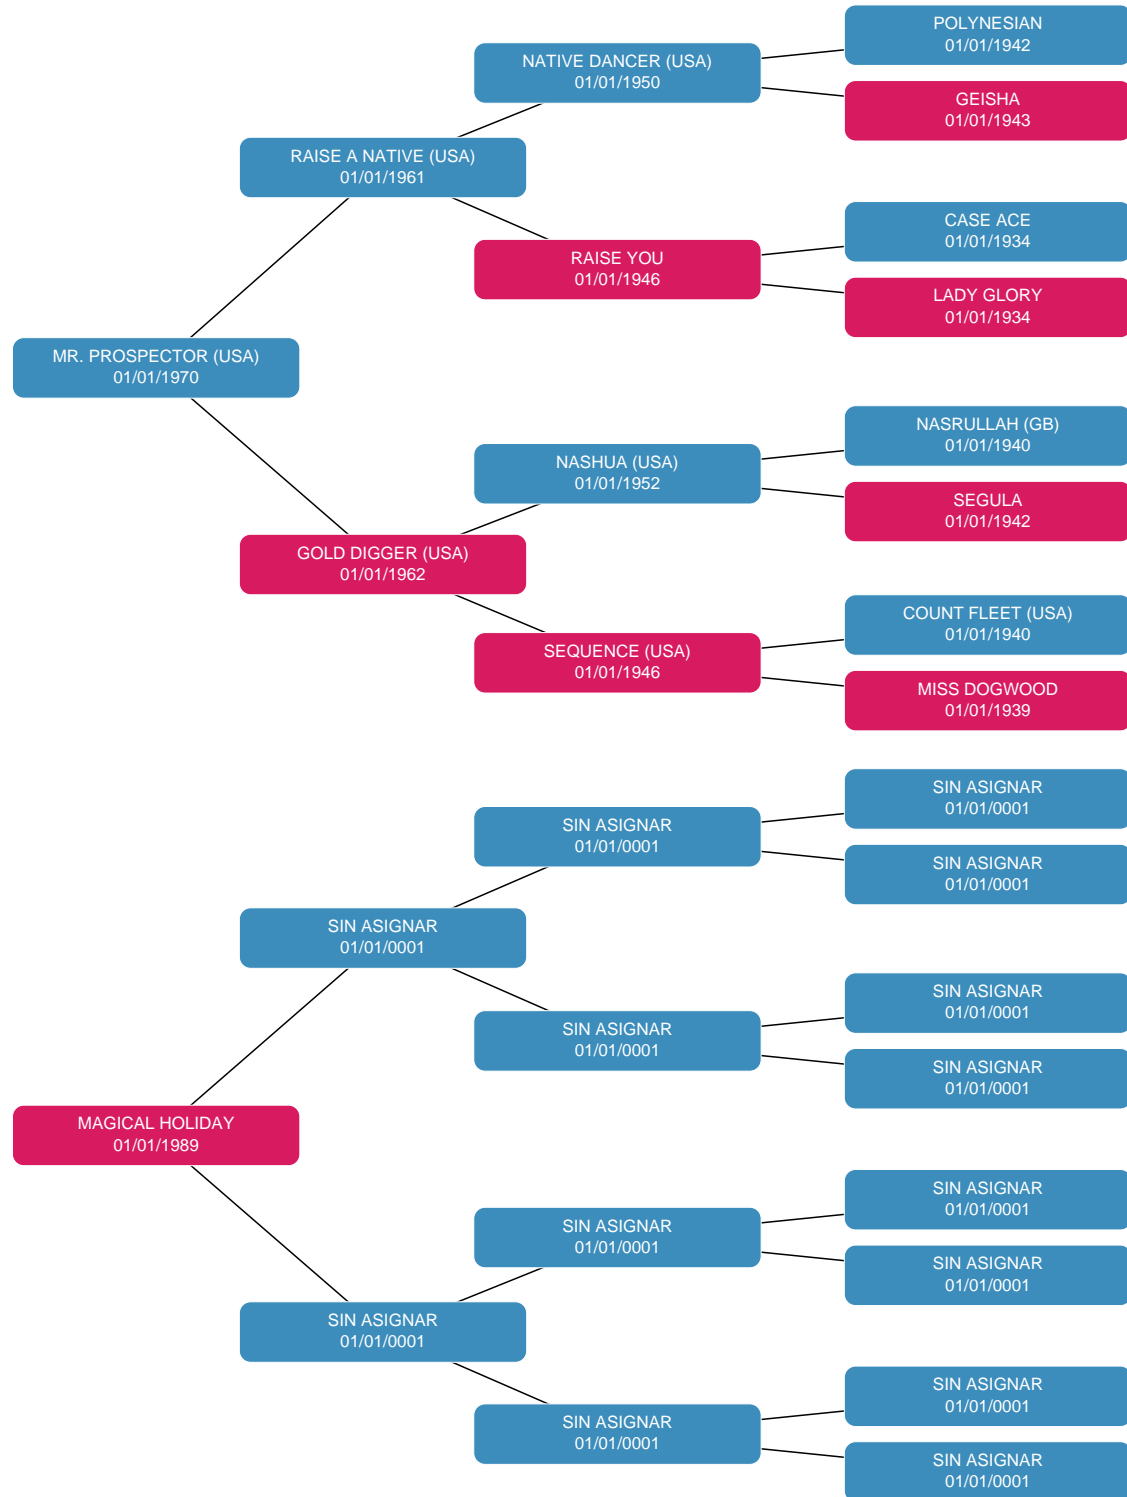 POLYNESIAN
01/01/1942
NATIVE DANCER (USA)
01/01/1950
GEISHA
01/01/1943
RAISE A NATIVE (USA)
01/01/1961
CASE ACE
01/01/1934
RAISE YOU
01/01/1946
LADY GLORY
01/01/1934
MR. PROSPECTOR (USA)
01/01/1970
NASRULLAH (GB)
01/01/1940
NASHUA (USA)
01/01/1952
SEGULA
01/01/1942
GOLD DIGGER (USA)
01/01/1962
COUNT FLEET (USA)
01/01/1940
SEQUENCE (USA)
01/01/1946
MISS DOGWOOD
01/01/1939
SIN ASIGNAR
01/01/0001
SIN ASIGNAR
01/01/0001
SIN ASIGNAR
01/01/0001
SIN ASIGNAR
01/01/0001
SIN ASIGNAR
01/01/0001
SIN ASIGNAR
01/01/0001
SIN ASIGNAR
01/01/0001
MAGICAL HOLIDAY
01/01/1989
SIN ASIGNAR
01/01/0001
SIN ASIGNAR
01/01/0001
SIN ASIGNAR
01/01/0001
SIN ASIGNAR
01/01/0001
SIN ASIGNAR
01/01/0001
SIN ASIGNAR
01/01/0001
SIN ASIGNAR
01/01/0001